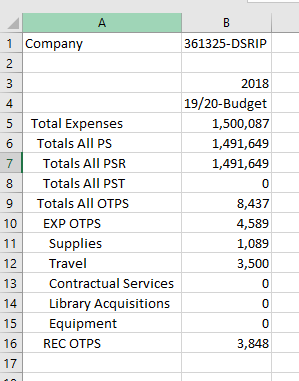 A B
1 Company 361325-DSRIP
2
3 2018
4 19/20-Budget
5 Total Expenses 1,500,087
6 Totals All PS 1,491,649
7 Totals All PSR 1,491,649
8 Totals All PST 0
9 Totals All OTPS 8,437
10 EXP OTPS 4,589
11 Supplies 1,089
12 Travel 3,500
13 Contractual Services 0
14 Library Acquisitions 0
15 Equipment 0
16 REC OTPS 3,848
17